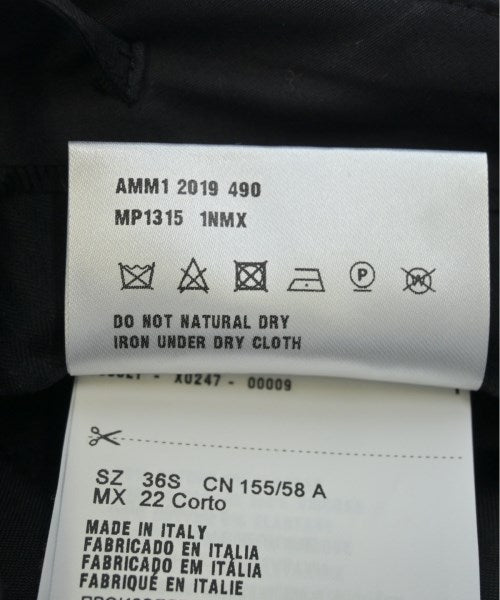 AMM1 2019 490
MP1315 1NMX
P
W
DO NOT NATURAL DRY
IRON UNDER DRY CLOTH
- X0247 - 00009
SZ 36S CN 155/58 A
MX 22 Corto
MADE IN ITALY
FABRICADO EN ITALIA
FABRICADO EM ITÁLIA
FABRIQUÉ EN ITALIE